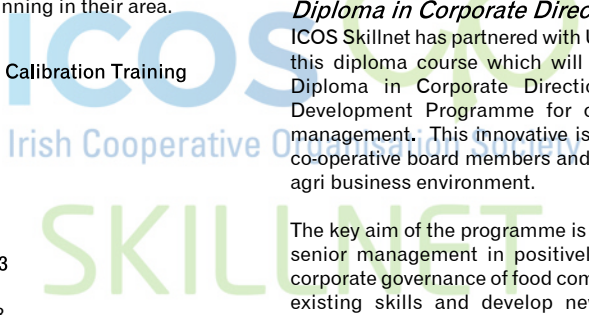 nning in their area.
Calibration Training
3
Diploma in Corporate Direc
ICOS Skillnet has partnered with U
this diploma course which will
Diploma in Corporate Directi
Development Programme for c
management. This innovative is
co-operative board members and
agri business environment.
The key aim of the programme is
senior management in positivel
corporate governance of food com
existing skills and develop nev
ICOS
Irish Cooperative Organisation Society
SKILLNET